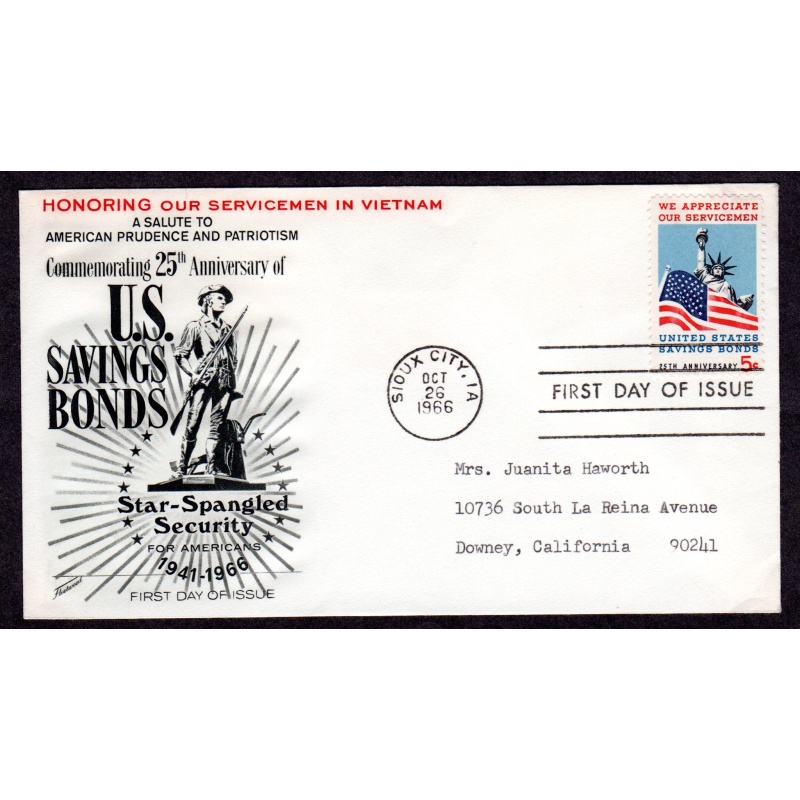 HONORING OUR SERVICEMEN IN VIETNAM
A SALUTE TO
AMERICAN PRUDENCE AND PATRIOTISM
Commemorating 25th Anniversary of
U.S.
SAVINGS
BONDS
Star-Spangled
Security
FOR AMERICANS
1941-1966
Fleetwood
FIRST DAY OF ISSUE
WE APPRECIATE
OUR SERVICEMEN
UNITED STATES
SAVINGS BONDS
25TH ANNIVERSARY 5c
SIOUX CITY, IA
OCT
26
1966
FIRST DAY OF ISSUE
Mrs. Juanita Haworth
10736 South La Reina Avenue
Downey, California 90241